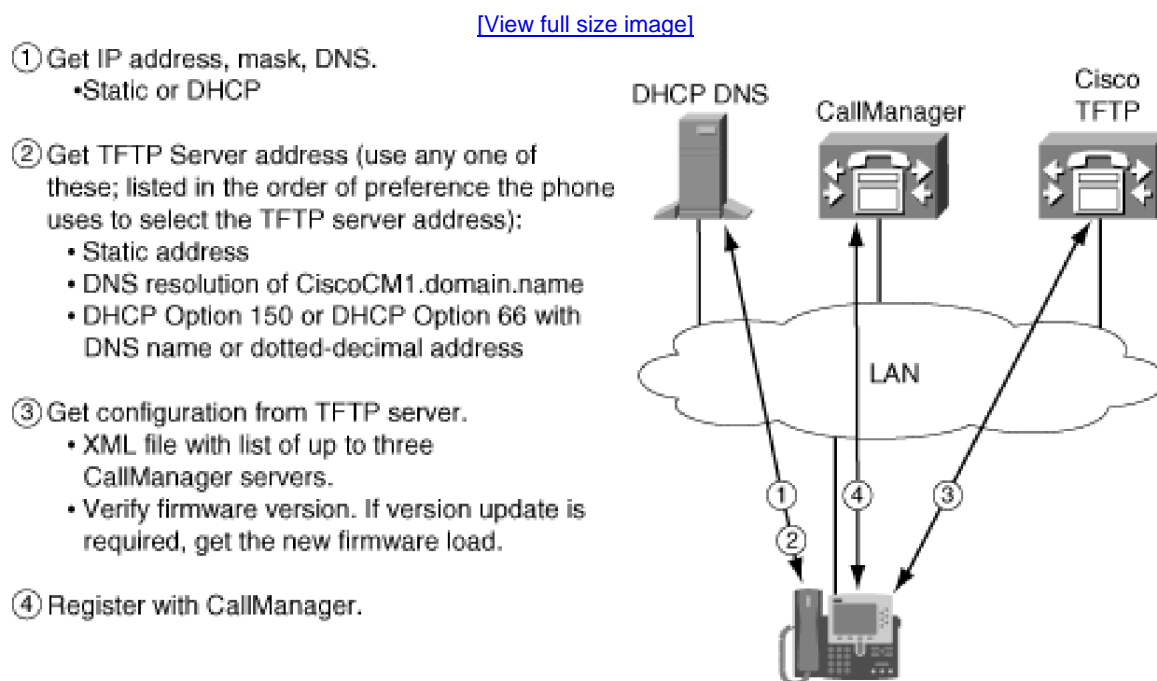 [View full size image]
① Get IP address, mask, DNS.
•Static or DHCP
② Get TFTP Server address (use any one of
these; listed in the order of preference the phone
uses to select the TFTP server address):
• Static address
• DNS resolution of CiscoCM1.domain.name
• DHCP Option 150 or DHCP Option 66 with
DNS name or dotted-decimal address
③ Get configuration from TFTP server.
• XML file with list of up to three
CallManager servers.
• Verify firmware version. If version update is
required, get the new firmware load.
④ Register with CallManager.
DHCP DNS
CallManager
Cisco
TFTP
LAN
①
④
③
②